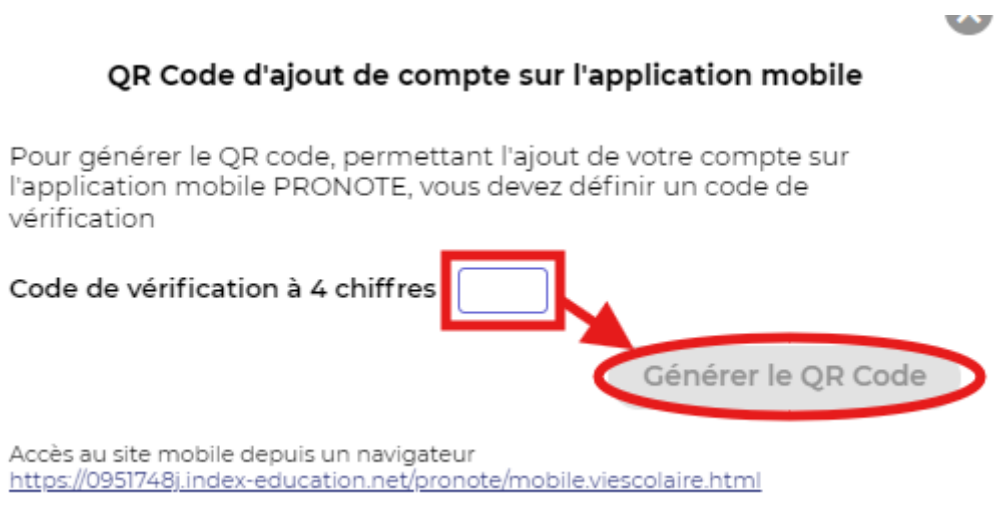 QR Code d'ajout de compte sur l'application mobile
Pour générer le QR code, permettant l'ajout de votre compte sur
l'application mobile PRONOTE, vous devez définir un code de
vérification
Code de vérification à 4 chiffres
Générer le QR Code
Accès au site mobile depuis un navigateur
https://0951748j.index-education.net/pronote/mobile.viescolaire.html